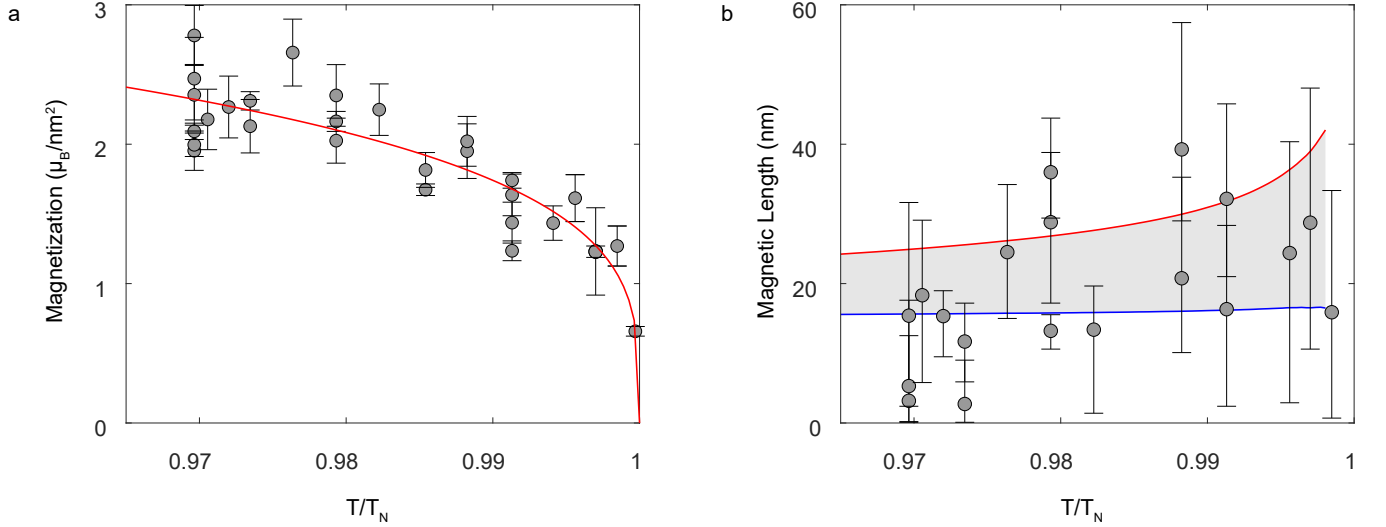 a
Magnetization (μB/nm²)
3
2
1
0
0.97
0.98
0.99
1
T/TN
b
Magnetic Length (nm)
60
40
20
0
0.97
0.98
0.99
1
T/TN